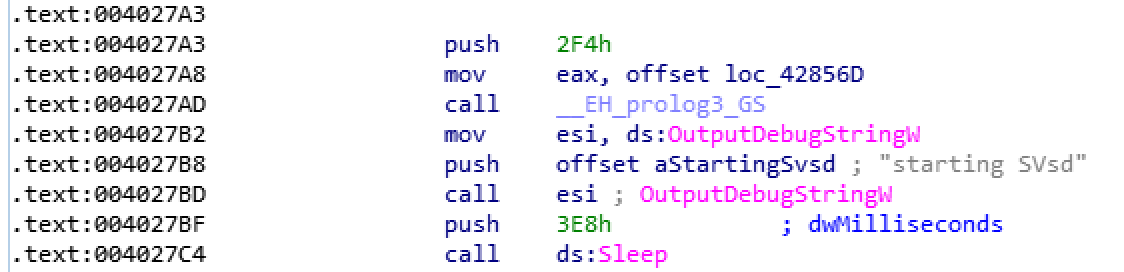 .text:004027A3
.text:004027A3 push 2F4h
.text:004027A8 mov eax, offset loc_42856D
.text:004027AD call __EH_prolog3_GS
.text:004027B2 mov esi, ds:OutputDebugStringW
.text:004027B8 push offset aStartingSvsd ; "starting SVsd"
.text:004027BD call esi ; OutputDebugStringW
.text:004027BF push 3E8h ; dwMilliseconds
.text:004027C4 call ds:Sleep